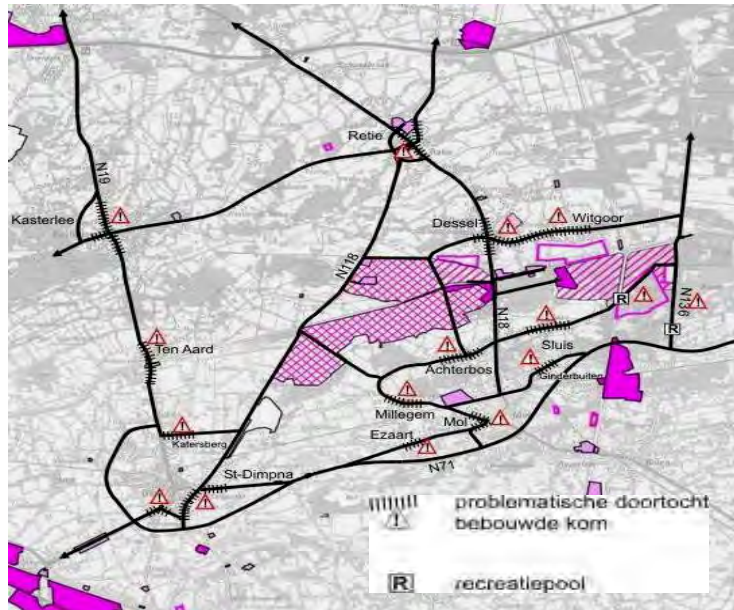 Retie
N19
Kasterlee
Dessel
Witgoor
N118
N136
R
R
N18
Ten Aard
Sluis
Achterbos
Ginderbuiten
Millegem
Mol
Katersberg
Ezaart
N71
St-Dimpna
problematische doortocht
bebouwde kom
R recreatiepool